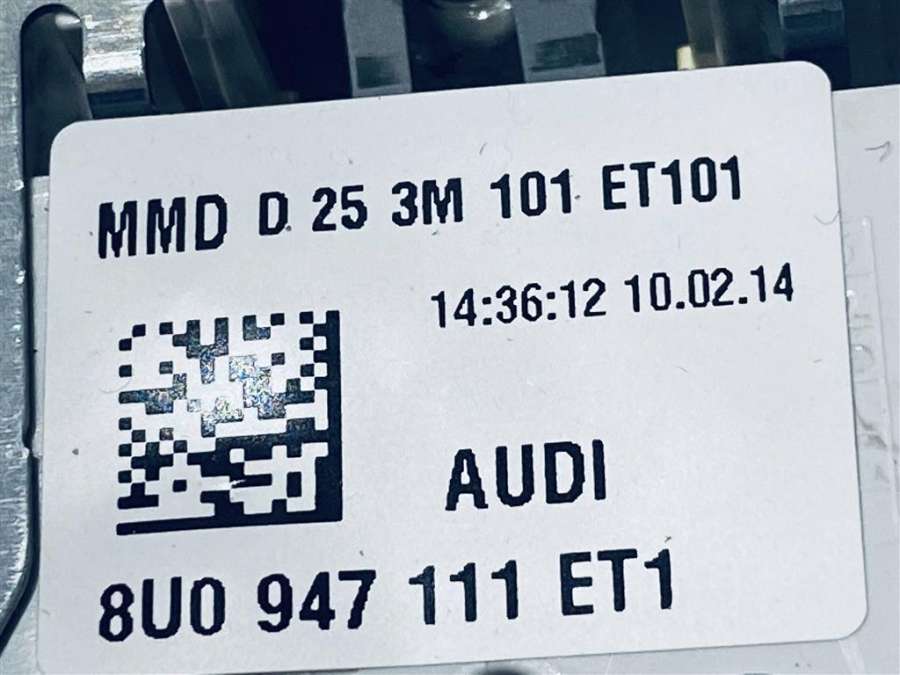 MMD D 25 3M 101 ET101
14:36:12 10.02.14
AUDI
8U0 947 111 ET1